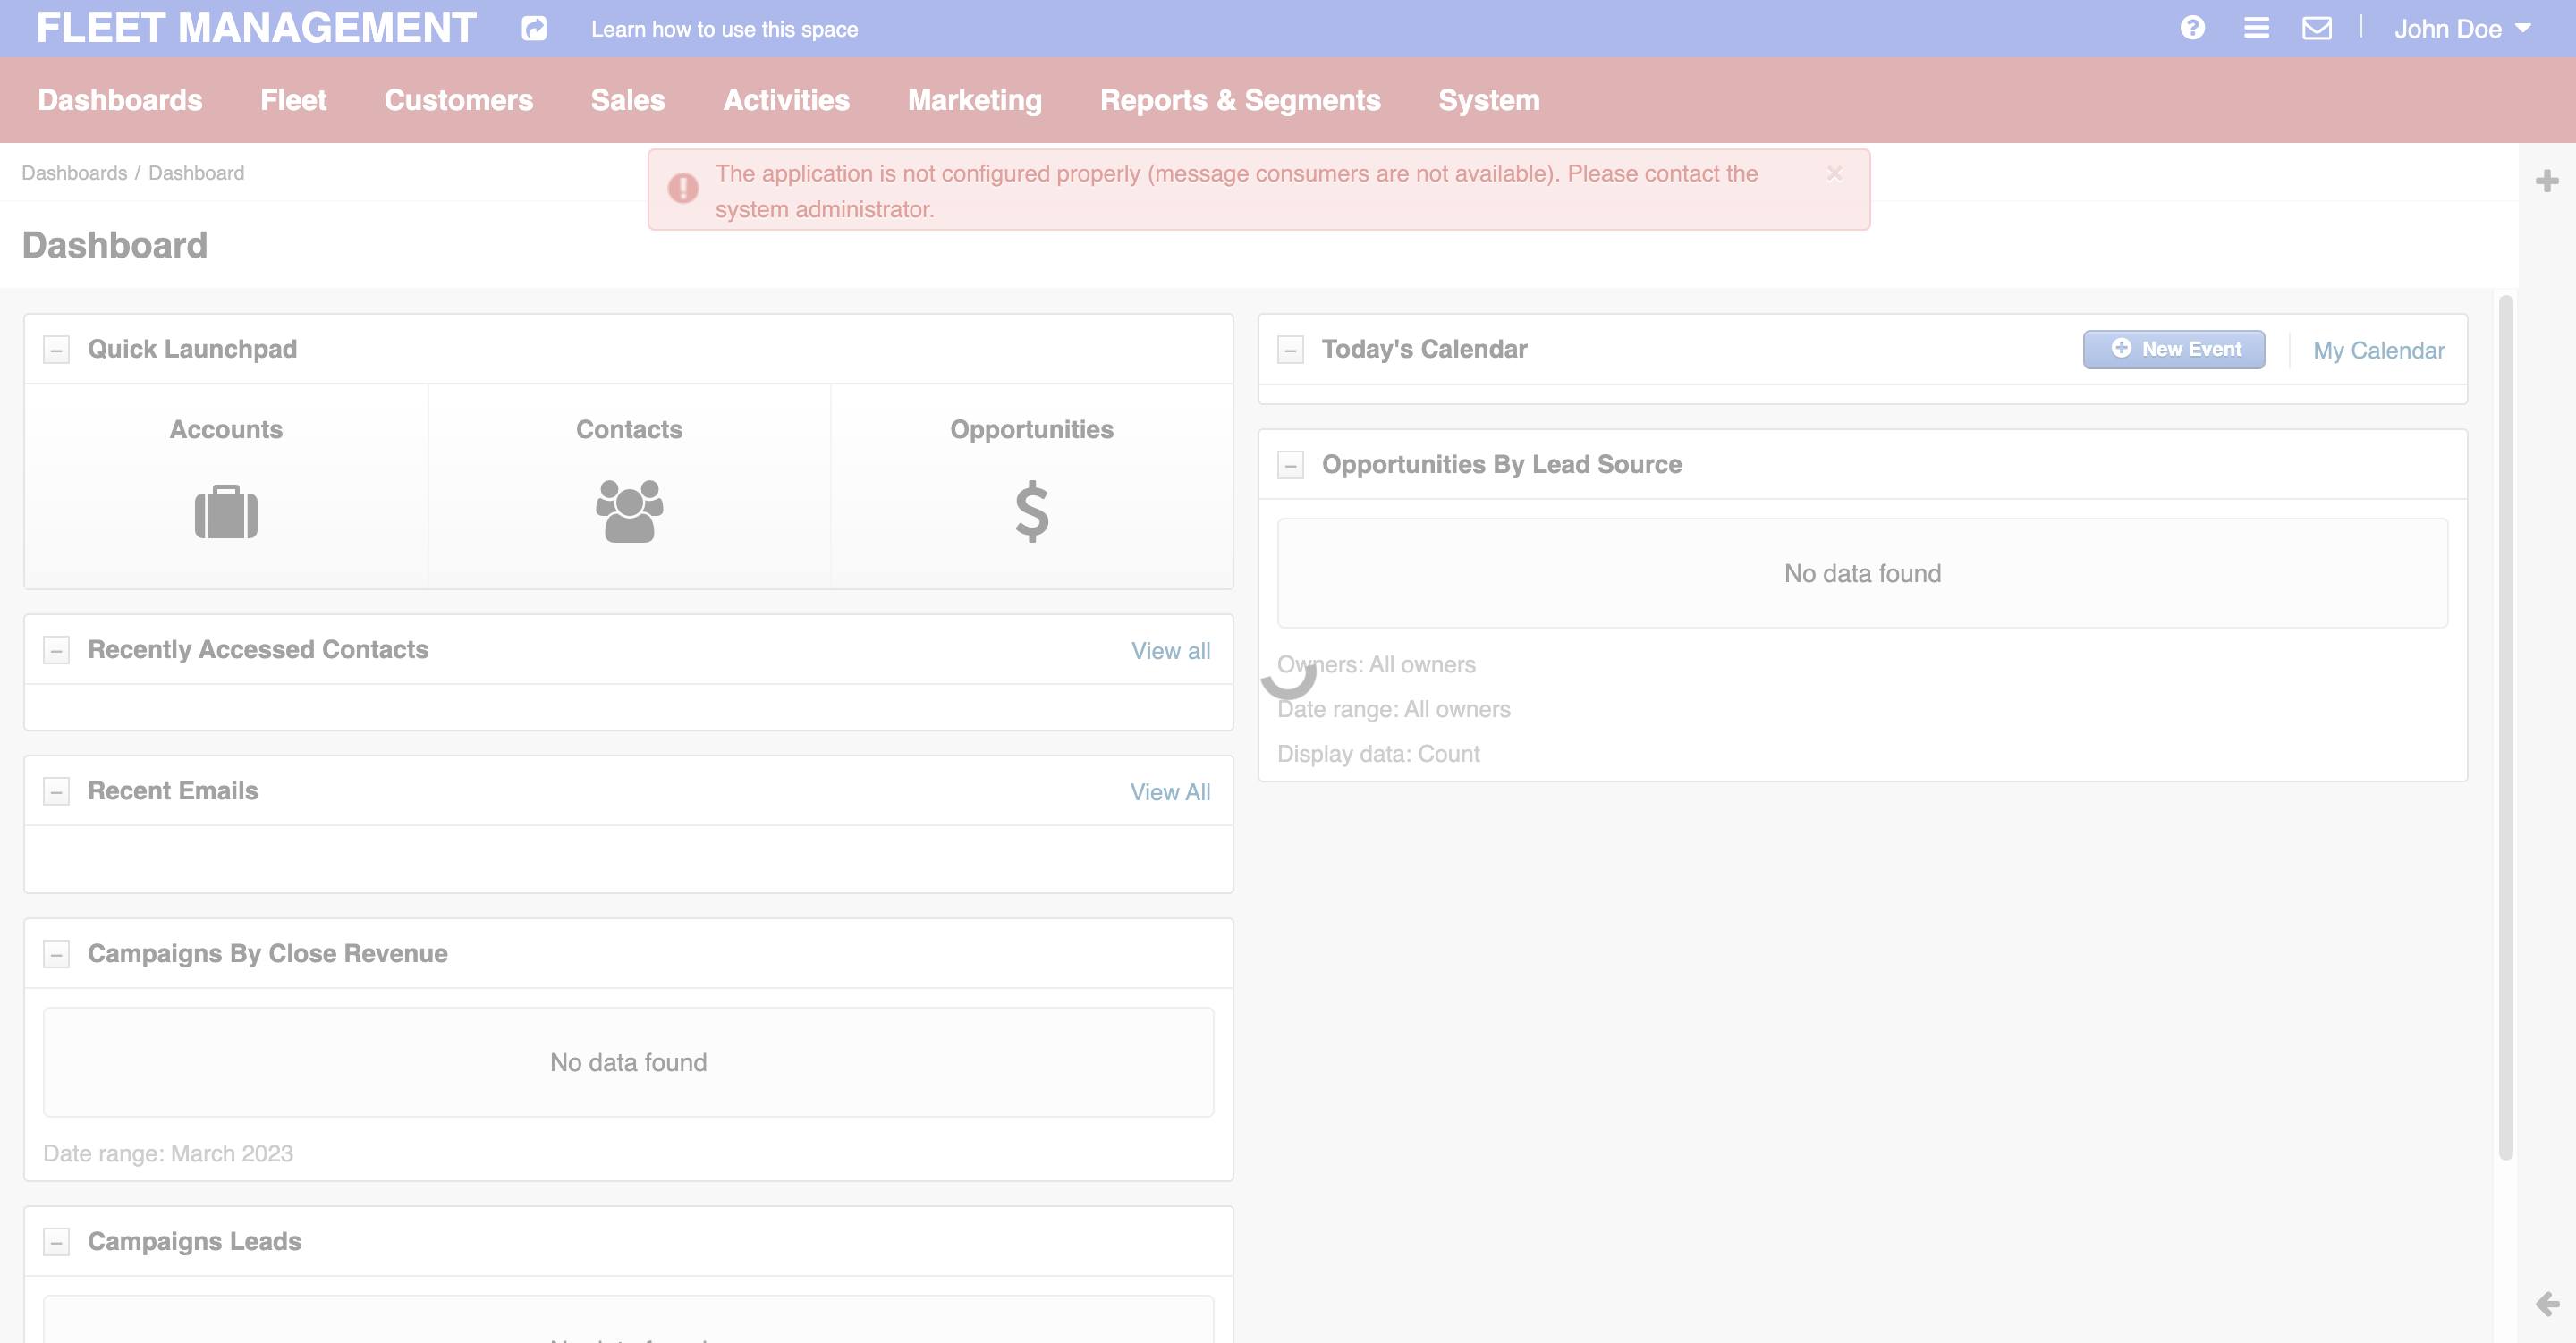 FLEET MANAGEMENT
Learn how to use this space
John Doe
Dashboards
Fleet
Customers
Sales
Activities
Marketing
Reports & Segments
System
Dashboards / Dashboard
The application is not configured properly (message consumers are not available). Please contact the
system administrator.
Dashboard
Quick Launchpad
Accounts
Contacts
Opportunities
Recently Accessed Contacts
View all
Recent Emails
View All
Campaigns By Close Revenue
No data found
Date range: March 2023
Campaigns Leads
Today's Calendar
New Event
My Calendar
Opportunities By Lead Source
No data found
Owners: All owners
Date range: All owners
Display data: Count